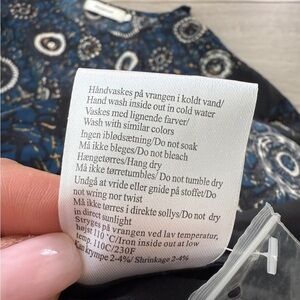 Håndvaskes på vrangen i koldt vand/
Hand wash inside out in cold water
Vaskes med lignende farver/
Wash with similar colors
Ingen iblødsætning/Do not soak
Må ikke bleges/Do not bleach
Hængetørres/Hang dry
Må ikke tørretumbles/Do not tumble dry
Undgå at vride eller gnide på stoffet/Do
not wring nor twist
Må ikke tørres i direkte sollys/Do not dry
in direct sunlight
Stryges på vrangen ved lav temperatur,
højst 110 °C/Iron inside out at low
temp. 110C/230F
Kan krympe 2-4%/ Shrinkage 2-4%